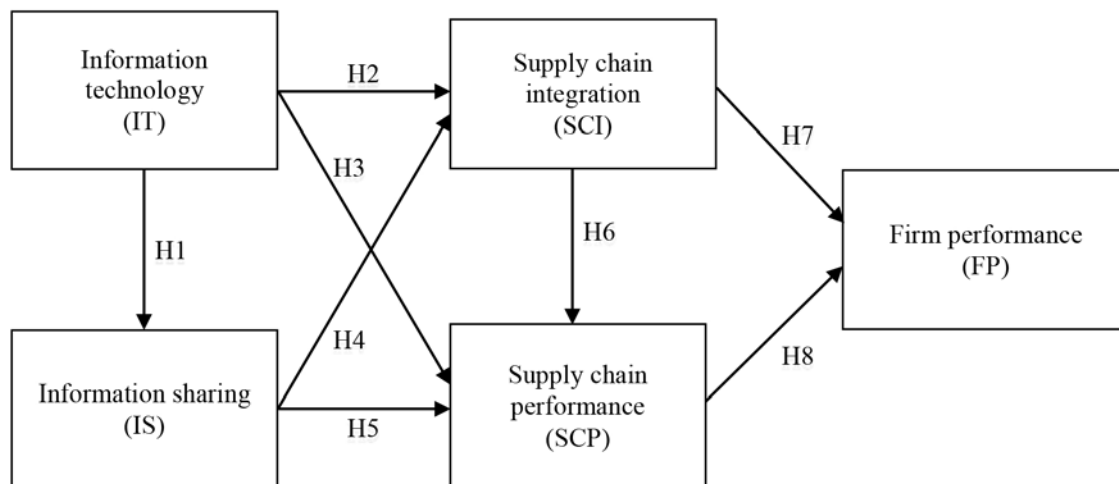 Information
technology
(IT)
H2
Supply chain
integration
(SCI)
H7
H3
H1
H6
Firm performance
(FP)
H4
H8
Information sharing
(IS)
H5
Supply chain
performance
(SCP)